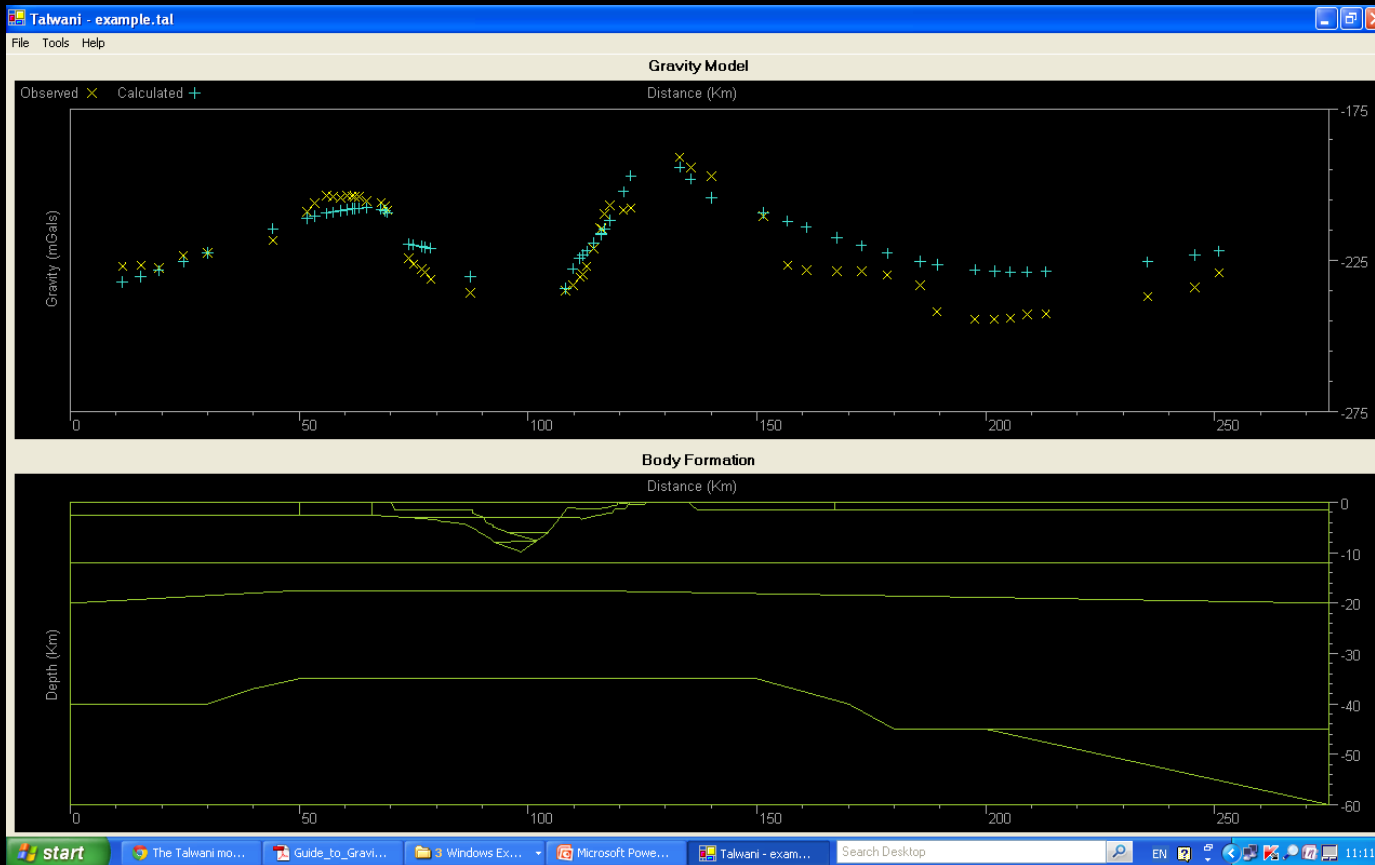 Talwani - example.tal
File Tools Help
Gravity Model
Observed × Calculated +
Distance (Km)
-175
Gravity (mGals)
-225
-275
0 50 100 150 200 250
Body Formation
Distance (Km)
0
-10
-20
-30
Depth (Km)
-40
-50
-60
0 50 100 150 200 250
start The Talwani mo... Guide_to_Gravi... 3 Windows Ex... Microsoft Powe... Talwani - exam... Search Desktop EN 11:11